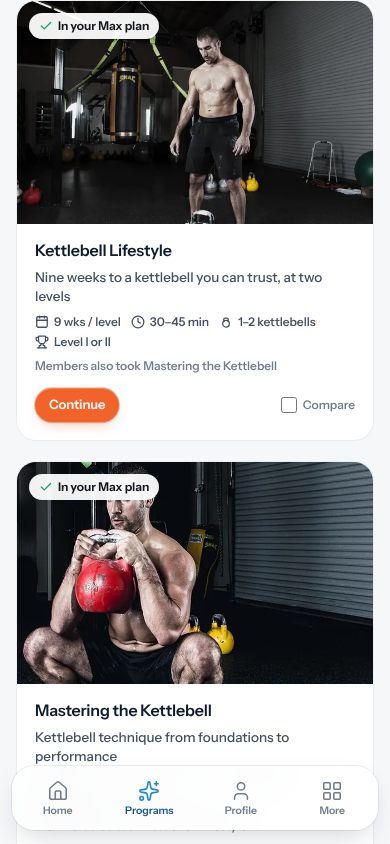 In your Max plan
Kettlebell Lifestyle
Nine weeks to a kettlebell you can trust, at two
levels
9 wks / level 30–45 min 1–2 kettlebells
Level I or II
Members also took Mastering the Kettlebell
Continue Compare
In your Max plan
Mastering the Kettlebell
Kettlebell technique from foundations to
performance
Home Programs Profile More